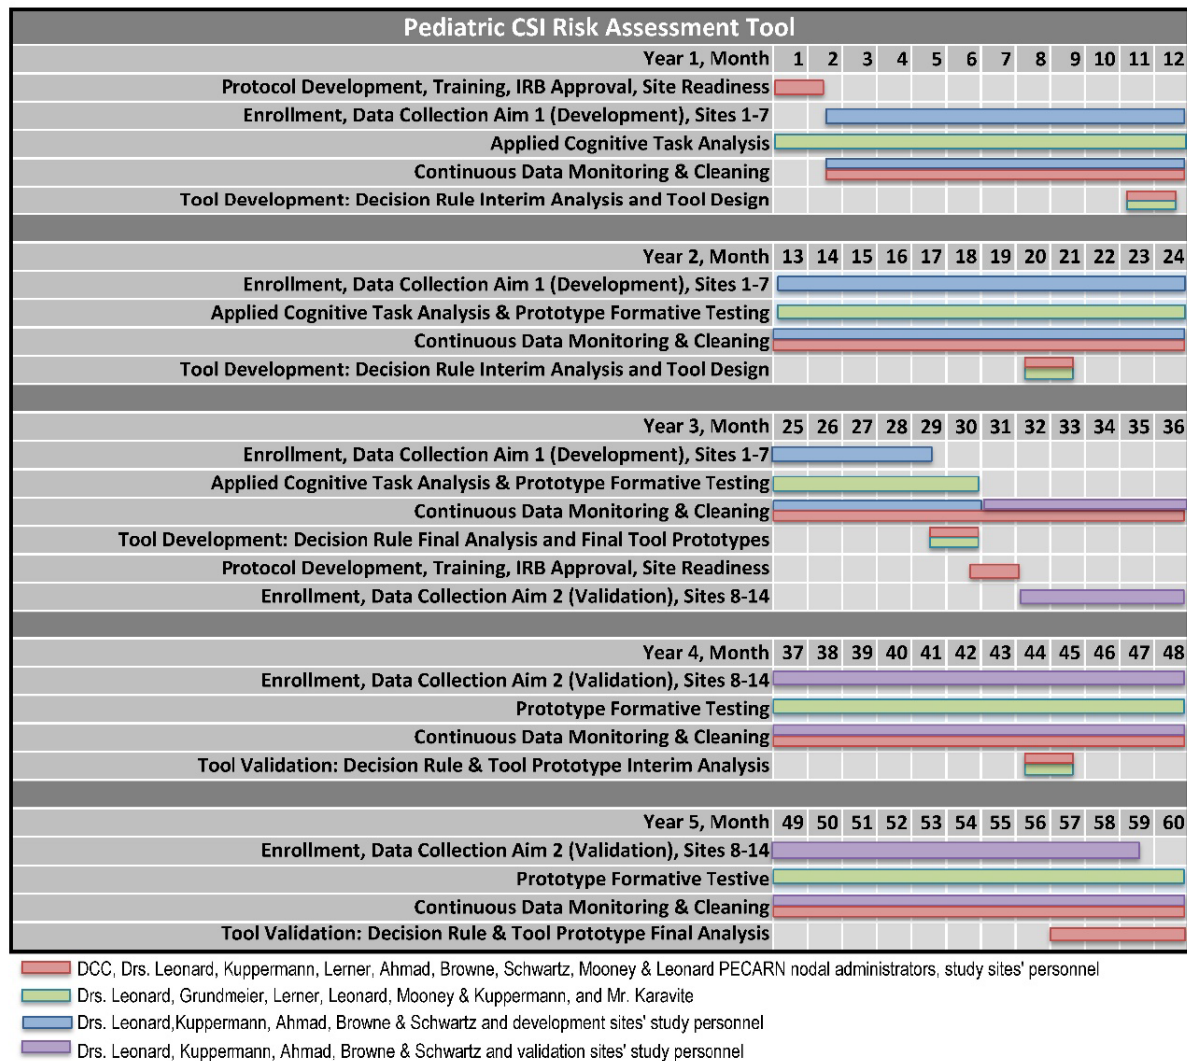 Pediatric CSI Risk Assessment Tool
Year 1, Month 1 2 3 4 5 6 7 8 9 10 11 12
Protocol Development, Training, IRB Approval, Site Readiness
Enrollment, Data Collection Aim 1 (Development), Sites 1-7
Applied Cognitive Task Analysis
Continuous Data Monitoring & Cleaning
Tool Development: Decision Rule Interim Analysis and Tool Design
Year 2, Month 13 14 15 16 17 18 19 20 21 22 23 24
Enrollment, Data Collection Aim 1 (Development), Sites 1-7
Applied Cognitive Task Analysis & Prototype Formative Testing
Continuous Data Monitoring & Cleaning
Tool Development: Decision Rule Interim Analysis and Tool Design
Year 3, Month 25 26 27 28 29 30 31 32 33 34 35 36
Enrollment, Data Collection Aim 1 (Development), Sites 1-7
Applied Cognitive Task Analysis & Prototype Formative Testing
Continuous Data Monitoring & Cleaning
Tool Development: Decision Rule Final Analysis and Final Tool Prototypes
Protocol Development, Training, IRB Approval, Site Readiness
Enrollment, Data Collection Aim 2 (Validation), Sites 8-14
Year 4, Month 37 38 39 40 41 42 43 44 45 46 47 48
Enrollment, Data Collection Aim 2 (Validation), Sites 8-14
Prototype Formative Testing
Continuous Data Monitoring & Cleaning
Tool Validation: Decision Rule & Tool Prototype Interim Analysis
Year 5, Month 49 50 51 52 53 54 55 56 57 58 59 60
Enrollment, Data Collection Aim 2 (Validation), Sites 8-14
Prototype Formative Testive
Continuous Data Monitoring & Cleaning
Tool Validation: Decision Rule & Tool Prototype Final Analysis
DCC, Drs. Leonard, Kuppermann, Lerner, Ahmad, Browne, Schwartz, Mooney & Leonard PECARN nodal administrators, study sites' personnel
Drs. Leonard, Grundmeier, Lerner, Leonard, Mooney & Kuppermann, and Mr. Karavite
Drs. Leonard,Kuppermann, Ahmad, Browne & Schwartz and development sites' study personnel
Drs. Leonard, Kuppermann, Ahmad, Browne & Schwartz and validation sites' study personnel